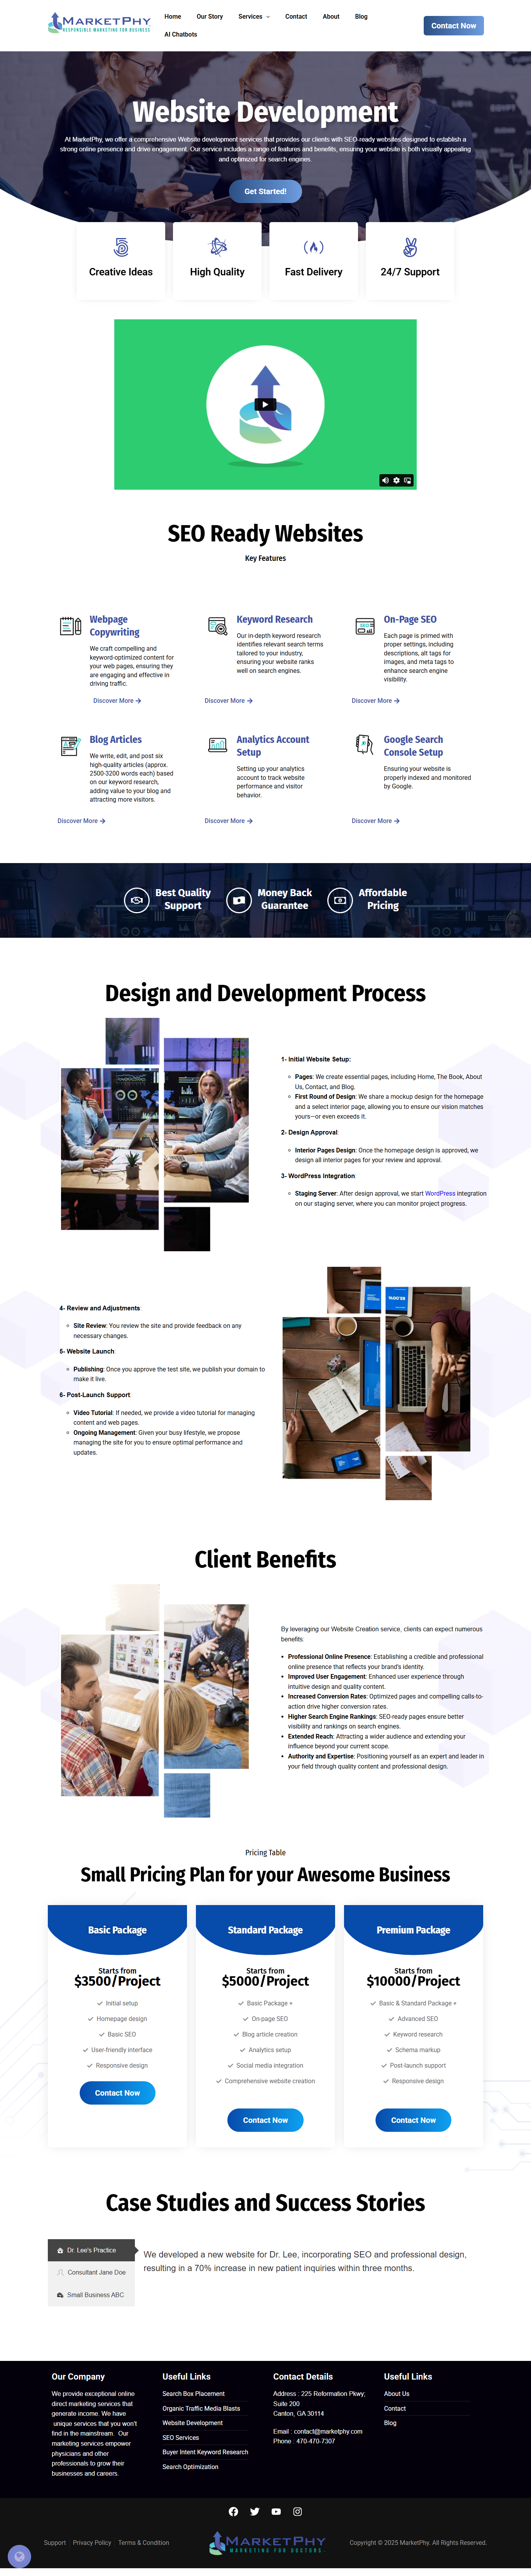 MARKETPHY
RESPONSIBLE MARKETING FOR BUSINESS
Home
Our Story
Services
Contact
About
Blog
AI Chatbots
Contact Now
Website Development
At MarketPhy, we offer a comprehensive Website development services that provides our clients with SEO-ready websites designed to establish a
strong online presence and drive engagement. Our service includes a range of features and benefits, ensuring your website is both visually appealing
and optimized for search engines.
Get Started!
Creative Ideas
High Quality
Fast Delivery
24/7 Support
SEO Ready Websites
Key Features
Webpage
Copywriting
We craft compelling and
keyword-optimized content for
your web pages, ensuring they
are engaging and effective in
driving traffic.
Discover More
Keyword Research
Our in-depth keyword research
identifies relevant search terms
tailored to your industry,
ensuring your website ranks
well on search engines.
Discover More
On-Page SEO
Each page is primed with
proper settings, including
descriptions, alt tags for
images, and meta tags to
enhance search engine
visibility.
Discover More
Blog Articles
We write, edit, and post six
high-quality articles (approx.
2500-3200 words each) based
on our keyword research,
adding value to your blog and
attracting more visitors.
Discover More
Analytics Account
Setup
Setting up your analytics
account to track website
performance and visitor
behavior.
Discover More
Google Search
Console Setup
Ensuring your website is
properly indexed and monitored
by Google.
Discover More
Best Quality
Support
Money Back
Guarantee
Affordable
Pricing
Design and Development Process
1- Initial Website Setup:
Pages: We create essential pages, including Home, The Book, About
Us, Contact, and Blog.
First Round of Design: We share a mockup design for the homepage
and a select interior page, allowing you to ensure our vision matches
yours—or even exceeds it.
2- Design Approval:
Interior Pages Design: Once the homepage design is approved, we
design all interior pages for your review and approval.
3- WordPress Integration
Staging Server: After design approval, we start WordPress integration
on our staging server, where you can monitor project progress.
4- Review and Adjustments
Site Review: You review the site and provide feedback on any
necessary changes.
5- Website Launch
Publishing: Once you approve the test site, we publish your domain to
make it live.
6- Post-Launch Support
Video Tutorial: If needed, we provide a video tutorial for managing
content and web pages.
Ongoing Management: Given your busy lifestyle, we propose
managing the site for you to ensure optimal performance and
updates.
Client Benefits
By leveraging our Website Creation service, clients can expect numerous
benefits:
Professional Online Presence: Establishing a credible and professional
online presence that reflects your brand's identity.
Improved User Engagement: Enhanced user experience through
intuitive design and quality content.
Increased Conversion Rates: Optimized pages and compelling calls-to-
action drive higher conversion rates.
Higher Search Engine Rankings: SEO-ready pages ensure better
visibility and rankings on search engines.
Extended Reach: Attracting a wider audience and extending your
influence beyond your current scope.
Authority and Expertise: Positioning yourself as an expert and leader in
your field through quality content and professional design.
Pricing Table
Small Pricing Plan for your Awesome Business
Basic Package
Starts from
$3500/Project
Initial setup
Homepage design
Basic SEO
User-friendly interface
Responsive design
Contact Now
Standard Package
Starts from
$5000/Project
Basic Package +
On-page SEO
Blog article creation
Analytics setup
Social media integration
Comprehensive website creation
Contact Now
Premium Package
Starts from
$10000/Project
Basic & Standard Package +
Advanced SEO
Keyword research
Schema markup
Post-launch support
Responsive design
Contact Now
Case Studies and Success Stories
Dr. Lee's Practice
Consultant Jane Doe
Small Business ABC
We developed a new website for Dr. Lee, incorporating SEO and professional design,
resulting in a 70% increase in new patient inquiries within three months.
Our Company
We provide exceptional online
direct marketing services that
generate income. We have
unique services that you won't
find in the mainstream. Our
marketing services empower
physicians and other
professionals to grow their
businesses and careers.
Useful Links
Search Box Placement
Organic Traffic Media Blasts
Website Development
SEO Services
Buyer Intent Keyword Research
Search Optimization
Contact Details
Address : 225 Reformation Pkwy,
Suite 200
Canton, GA 30114
Email : contact@marketphy.com
Phone : 470-470-7307
Useful Links
About Us
Contact
Blog
Support
Privacy Policy
Terms & Condition
MARKETPHY
MARKETING FOR DOCTORS
Copyright © 2025 MarketPhy. All Rights Reserved.